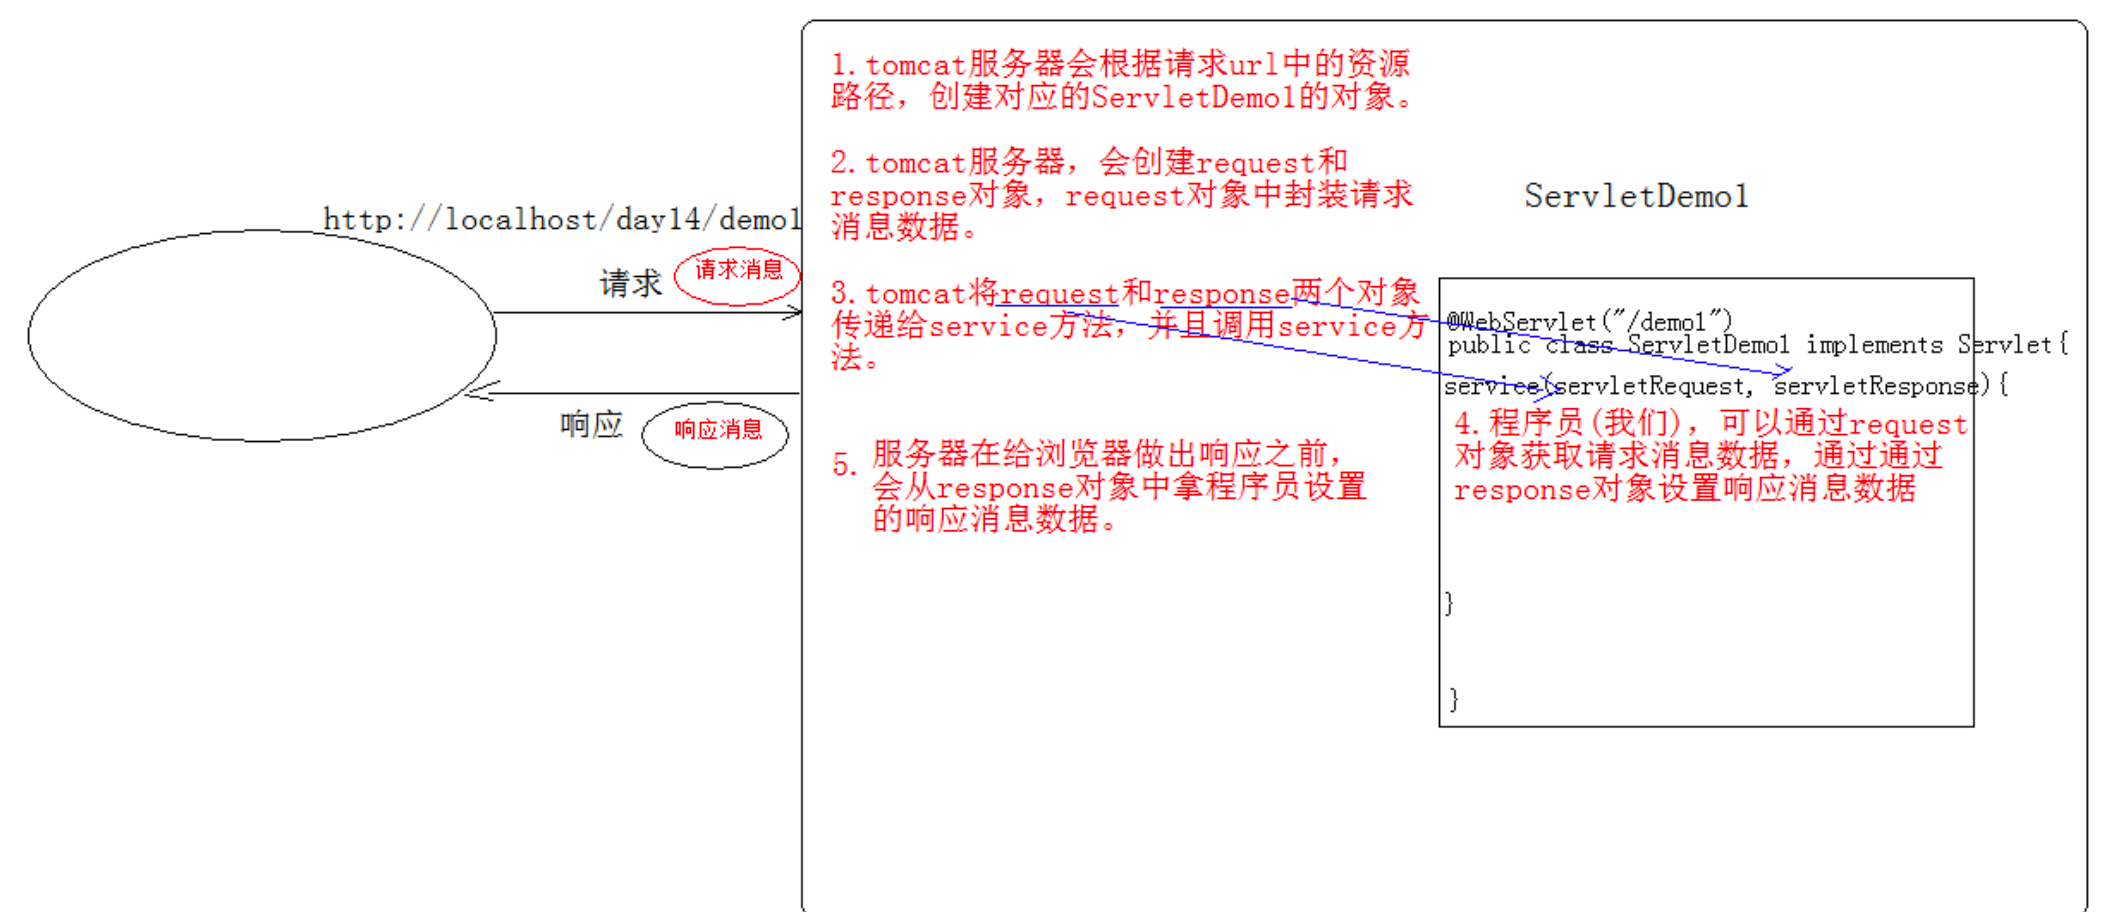 http://localhost/day14/demo1
请求
请求消息
响应
响应消息
1.tomcat服务器会根据请求url中的资源
路径，创建对应的ServletDemo1的对象。
2.tomcat服务器，会创建request和
response对象，request对象中封装请求
消息数据。
3.tomcat将request和response两个对象
传递给service方法，并且调用service方
法。
5.服务器在给浏览器做出响应之前，
会从response对象中拿程序员设置
的响应消息数据。
ServletDemo1
@WebServlet("/demo1")
public class ServletDemo1 implements Servlet{
service(servletRequest, servletResponse){
4.程序员(我们)，可以通过request
对象获取请求消息数据，通过通过
response对象设置响应消息数据
}
}